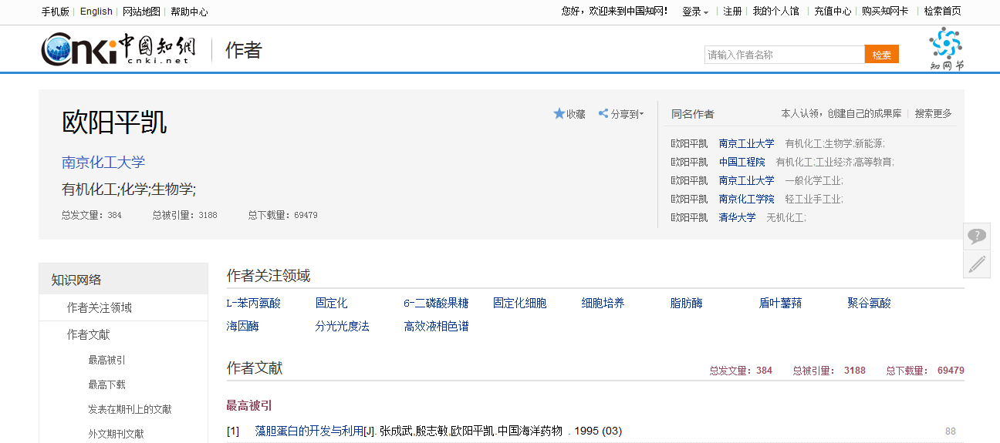 手机版 English 网站地图 帮助中心 您好，欢迎来到中国知网！ 登录 注册 我的个人馆 充值中心 购买知网卡 检索首页
Cnki 中國知網 cnki.net 作者 请输入作者名称 检索 知网节
欧阳平凯 收藏 分享到 同名作者 本人认领，创建自己的成果库 搜索更多
欧阳平凯 南京工业大学 有机化工;生物学;新能源;
南京化工大学 欧阳平凯 中国工程院 有机化工;工业经济;高等教育;
有机化工;化学;生物学; 欧阳平凯 南京工业大学 一般化学工业;
欧阳平凯 南京化工学院 轻工业手工业;
总发文量：384 总被引量：3188 总下载量：69479 欧阳平凯 清华大学 无机化工;
知识网络
作者关注领域
作者文献
最高被引
最高下载
发表在期刊上的文献
外文期刊文献
作者关注领域
L-苯丙氨酸 固定化 6-二磷酸果糖 固定化细胞 细胞培养 脂肪酶 盾叶薯蓣 聚谷氨酸
海因酶 分光光度法 高效液相色谱
作者文献 总发文量：384 总被引量： 3188 总下载量： 69479
最高被引
[1] 藻胆蛋白的开发与利用[J]. 张成武,殷志敏,欧阳平凯.中国海洋药物 . 1995 (03) 88